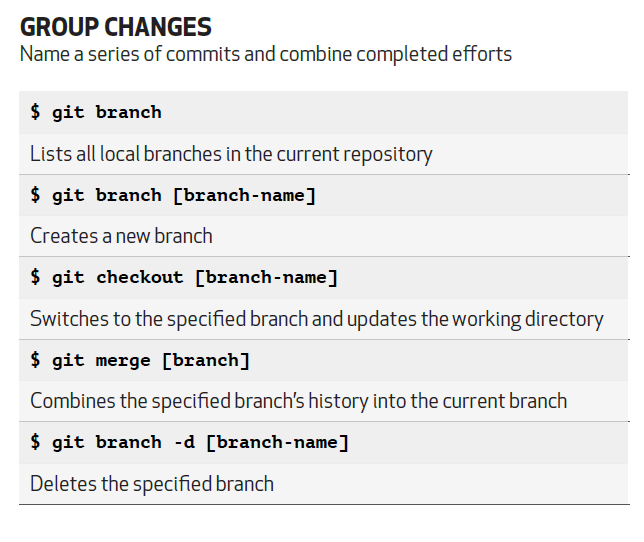 GROUP CHANGES
Name a series of commits and combine completed efforts
$ git branch
Lists all local branches in the current repository
$ git branch [branch-name]
Creates a new branch
$ git checkout [branch-name]
Switches to the specified branch and updates the working directory
$ git merge [branch]
Combines the specified branch's history into the current branch
$ git branch -d [branch-name]
Deletes the specified branch